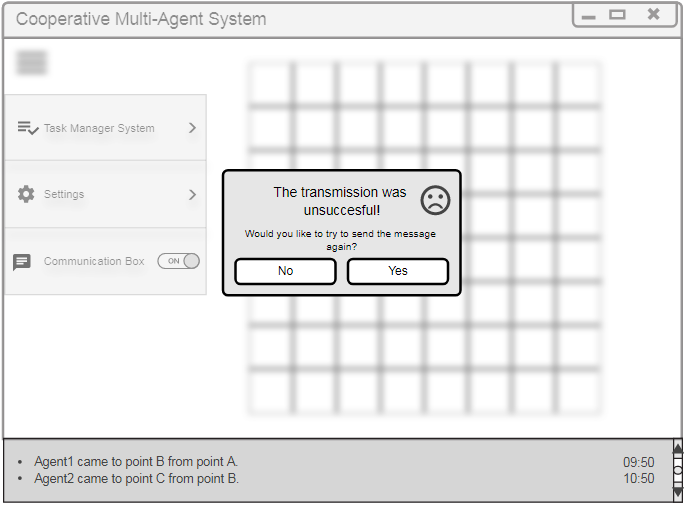 Cooperative Multi-Agent System
Task Manager System
Settings
Communication Box ON
The transmission was
unsuccesful!
Would you like to try to send the message
again?
No Yes
• Agent1 came to point B from point A. 09:50
• Agent2 came to point C from point B. 10:50